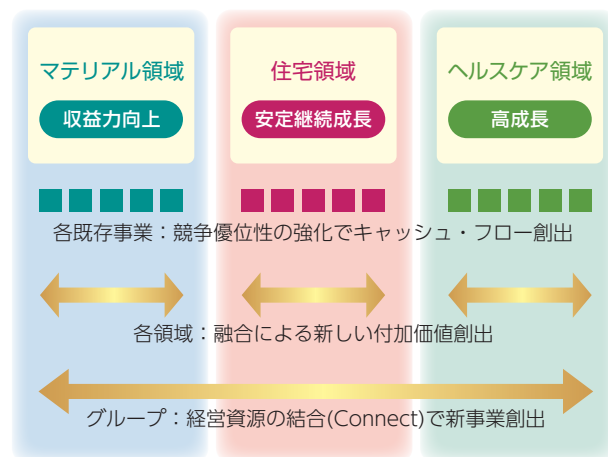 マテリアル領域
収益力向上
住宅領域
安定継続成長
ヘルスケア領域
高成長
各既存事業：競争優位性の強化でキャッシュ・フロー創出
各領域：融合による新しい付加価値創出
グループ：経営資源の結合(Connect)で新事業創出